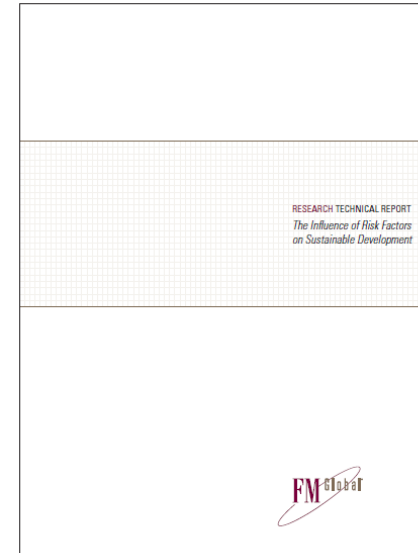 RESEARCH TECHNICAL REPORT
The Influence of Risk Factors
on Sustainable Development
FM Global